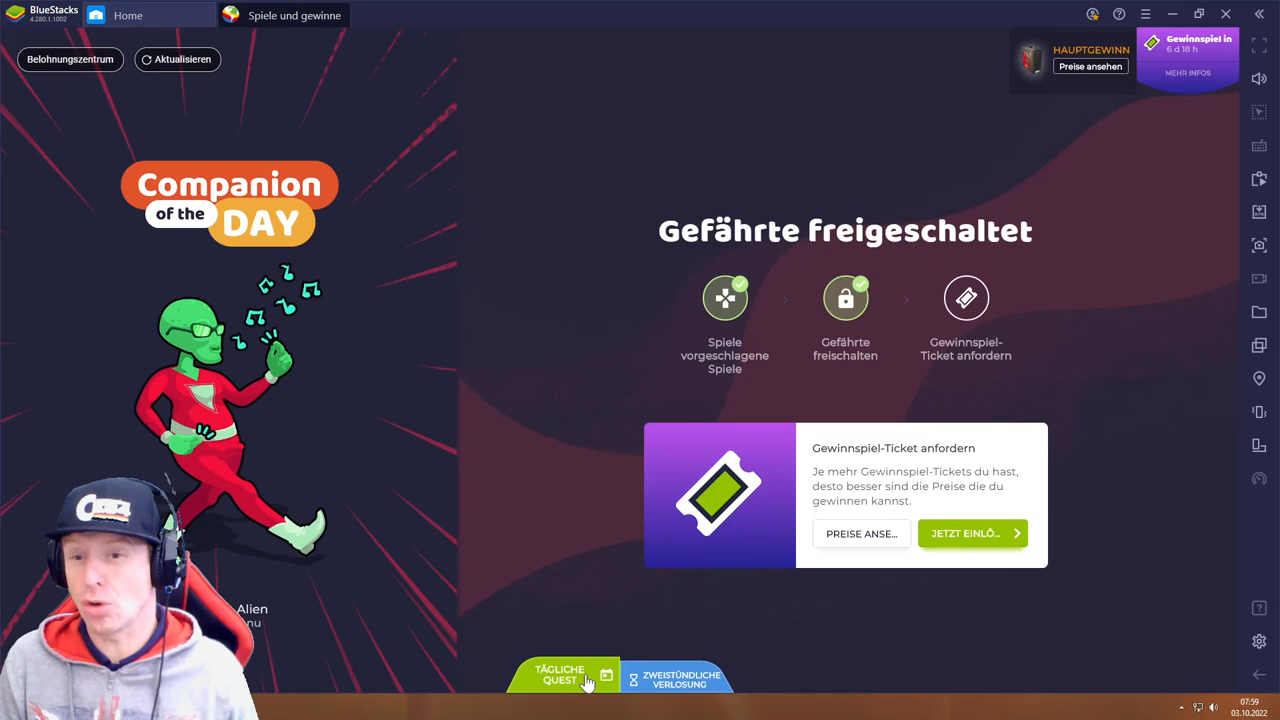 BlueStacks
4.280.1.1002
Home
Spiele und gewinne
Belohnungszentrum
Aktualisieren
HAUPTGEWINN
Preise ansehen
Gewinnspiel in
6 d 18 h
MEHR INFOS
Companion
of the
DAY
Gefährte freigeschaltet
Spiele
vorgeschlagene
Spiele
Gefährte
freischalten
Gewinnspiel-
Ticket anfordern
Gewinnspiel-Ticket anfordern
Je mehr Gewinnspiel-Tickets du hast,
desto besser sind die Preise die du
gewinnen kannst.
PREISE ANSE...
JETZT EINLÖ...
Alien
nu
TÄGLICHE
QUEST
ZWEISTÜNDLICHE
VERLOSUNG
07:59
03.10.2022